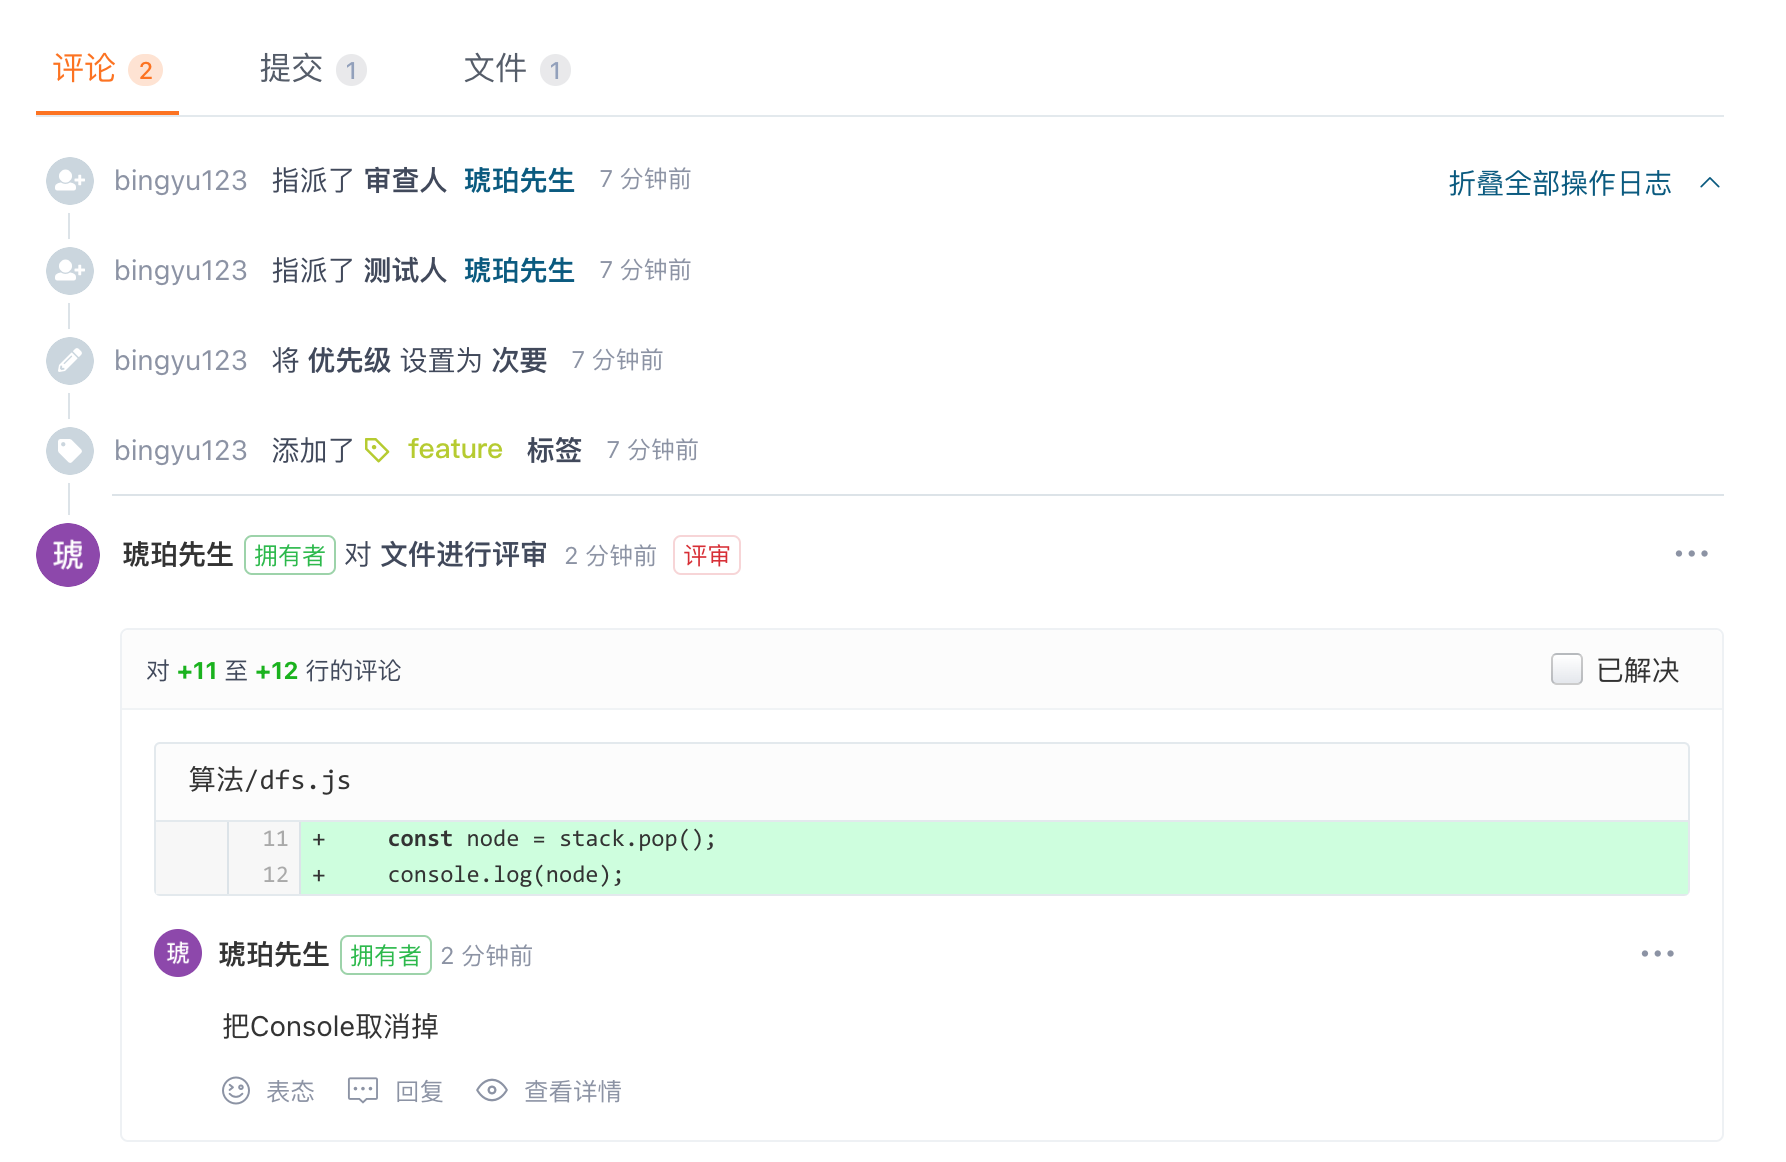 评论 2 提交 1 文件 1
bingyu123 指派了 审查人 琥珀先生 7 分钟前 折叠全部操作日志
bingyu123 指派了 测试人 琥珀先生 7 分钟前
bingyu123 将 优先级 设置为 次要 7 分钟前
bingyu123 添加了 feature 标签 7 分钟前
琥 琥珀先生 拥有者 对 文件进行评审 2 分钟前 评审
对 +11 至 +12 行的评论 已解决
算法/dfs.js
11 + const node = stack.pop();
12 + console.log(node);
琥 琥珀先生 拥有者 2 分钟前
把Console取消掉
表态 回复 查看详情